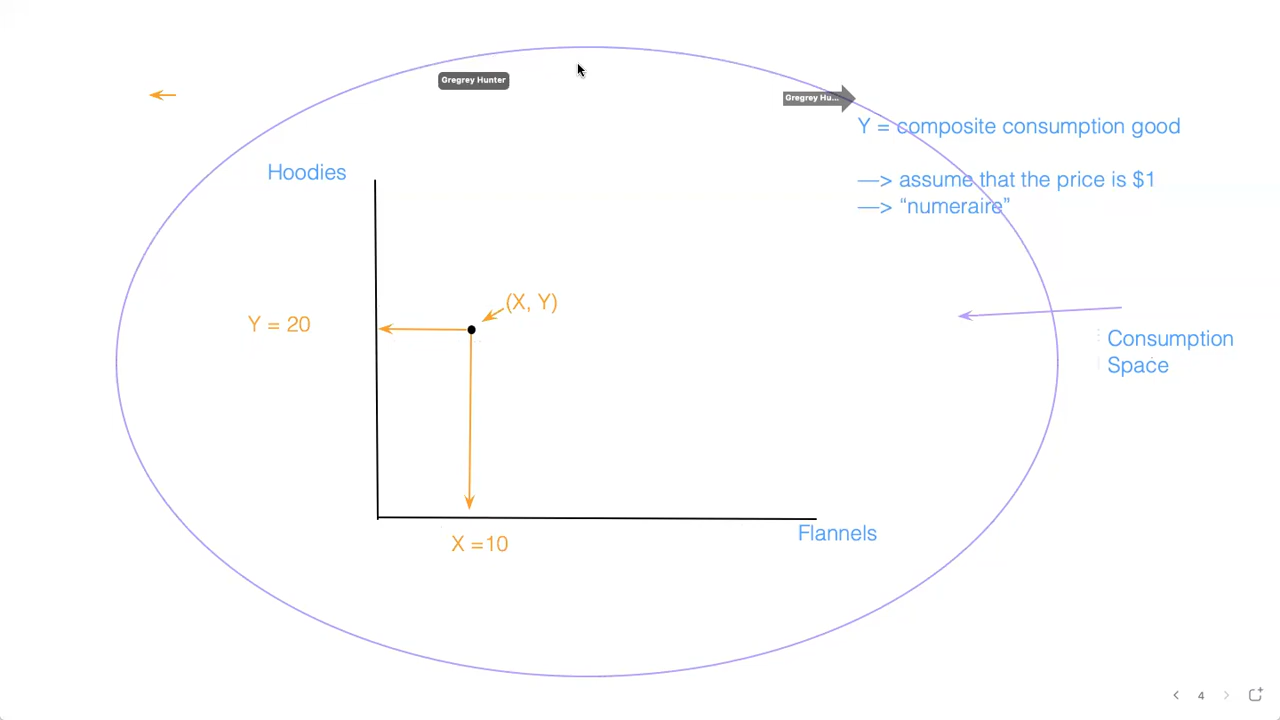 Gregrey Hunter
Gregrey Hu...
Y = composite consumption good
Hoodies
—> assume that the price is $1
—> “numeraire”
(X, Y)
Y = 20
Consumption
Space
Flannels
X =10
4